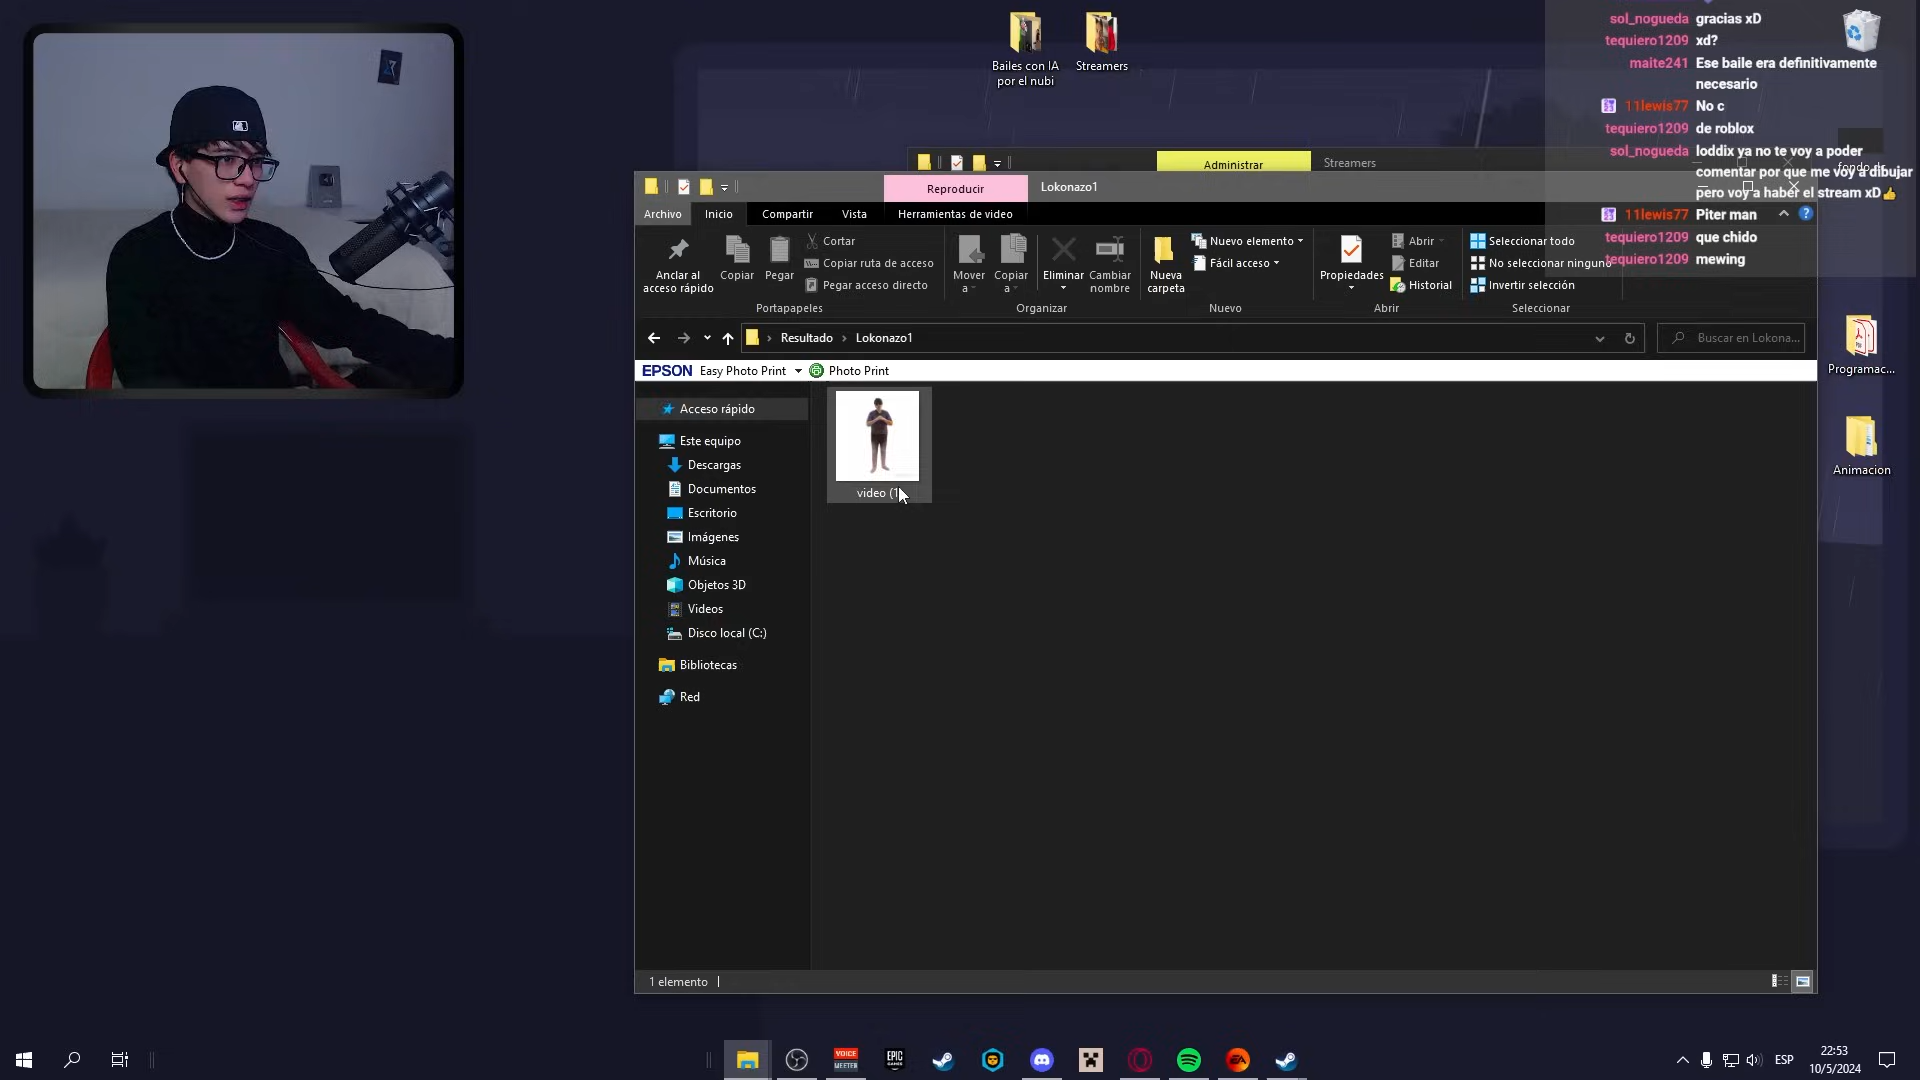 Bailes con IA
por el nubi
Streamers
sol_nogueda gracias xD
tequiero1209 xd?
maite241 Ese baile era definitivamente
necesario
11lewis77 No c
tequiero1209 de roblox
sol_nogueda loddix ya no te voy a poder
comentar por que me voy a dibujar
pero voy a haber el stream xD👍
11lewis77 Piter man
tequiero1209 que chido
tequiero1209 mewing
Administrar
Streamers
Reproducir
Lokonazo1
Archivo
Inicio
Compartir
Vista
Herramientas de video
Anclar al
acceso rápido
Copiar
Pegar
Cortar
Copiar ruta de acceso
Pegar acceso directo
Portapapeles
Mover
a
Copiar
a
Eliminar
Cambiar
nombre
Organizar
Nueva
carpeta
Nuevo elemento
Fácil acceso
Nuevo
Propiedades
Abrir
Editar
Historial
Abrir
Seleccionar todo
No seleccionar ninguno
Invertir selección
Seleccionar
Resultado
Lokonazo1
Buscar en Lokona...
EPSON Easy Photo Print
Photo Print
Acceso rápido
Este equipo
Descargas
Documentos
Escritorio
Imágenes
Música
Objetos 3D
Videos
Disco local (C:)
Bibliotecas
Red
video (1
Programac...
Animacion
1 elemento
VOICE
MEETER
EPIC
GAMES
EA
ESP
22:53
10/5/2024